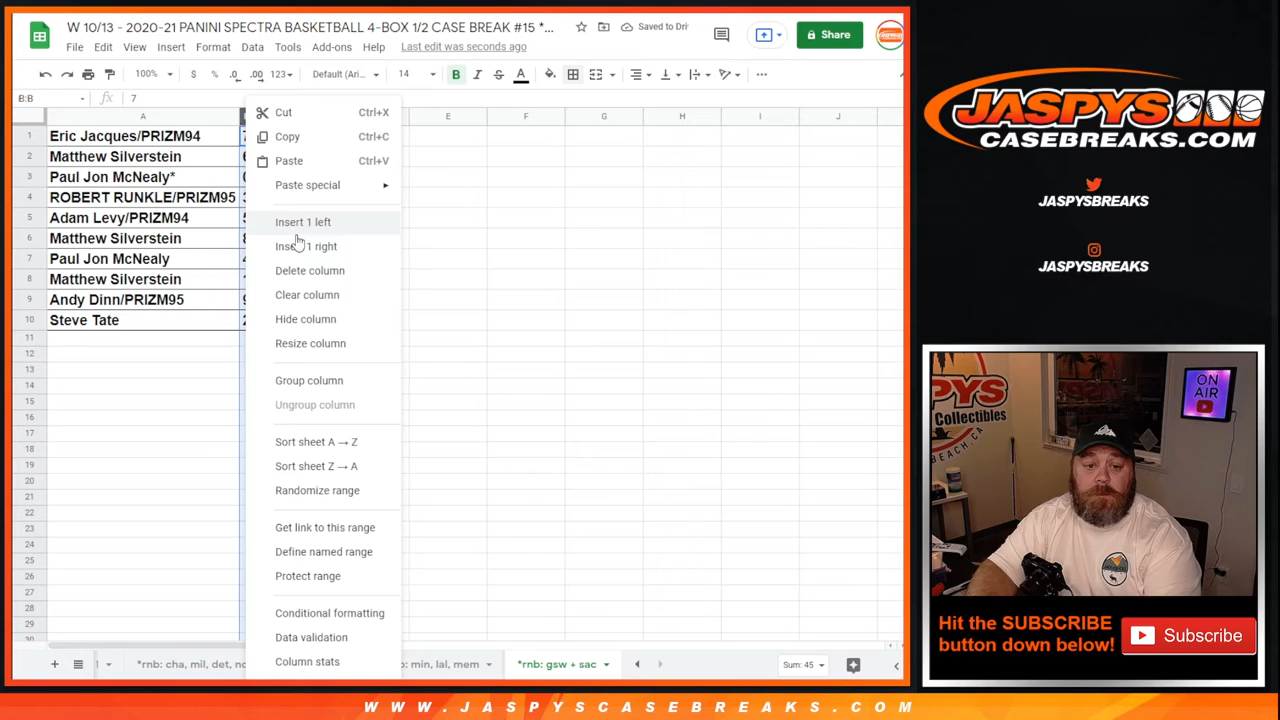 W 10/13 - 2020-21 PANINI SPECTRA BASKETBALL 4-BOX 1/2 CASE BREAK #15 *...
Saved to Dri
Share
File Edit View Insert Format Data Tools Add-ons Help Last edit was seconds ago
100% $ % .0 .00 123 Default (Ari... 14 B I S A
B:B fx 7
A E F G H I J
1 Eric Jacques/PRIZM94
2 Matthew Silverstein
3 Paul Jon McNealy*
4 ROBERT RUNKLE/PRIZM95
5 Adam Levy/PRIZM94
6 Matthew Silverstein
7 Paul Jon McNealy
8 Matthew Silverstein
9 Andy Dinn/PRIZM95
10 Steve Tate
11
12
13
14
15
16
17
18
19
20
21
22
23
24
25
26
27
28
29
30
Cut Ctrl+X
Copy Ctrl+C
Paste Ctrl+V
Paste special
Insert 1 left
Insert 1 right
Delete column
Clear column
Hide column
Resize column
Group column
Ungroup column
Sort sheet A → Z
Sort sheet Z → A
Randomize range
Get link to this range
Define named range
Protect range
Conditional formatting
Data validation
Column stats
*rnb: cha, mil, det, no : min, lal, mem *rnb: gsw + sac Sum: 45
JASPYS
CASEBREAKS.COM
JASPYSBREAKS
JASPYSBREAKS
PYS
Collectibles
BEACH, CA
ON
AIR
Hit the SUBSCRIBE
button down below!
Subscribe
WWW.JASPYSCASEBREAKS.COM